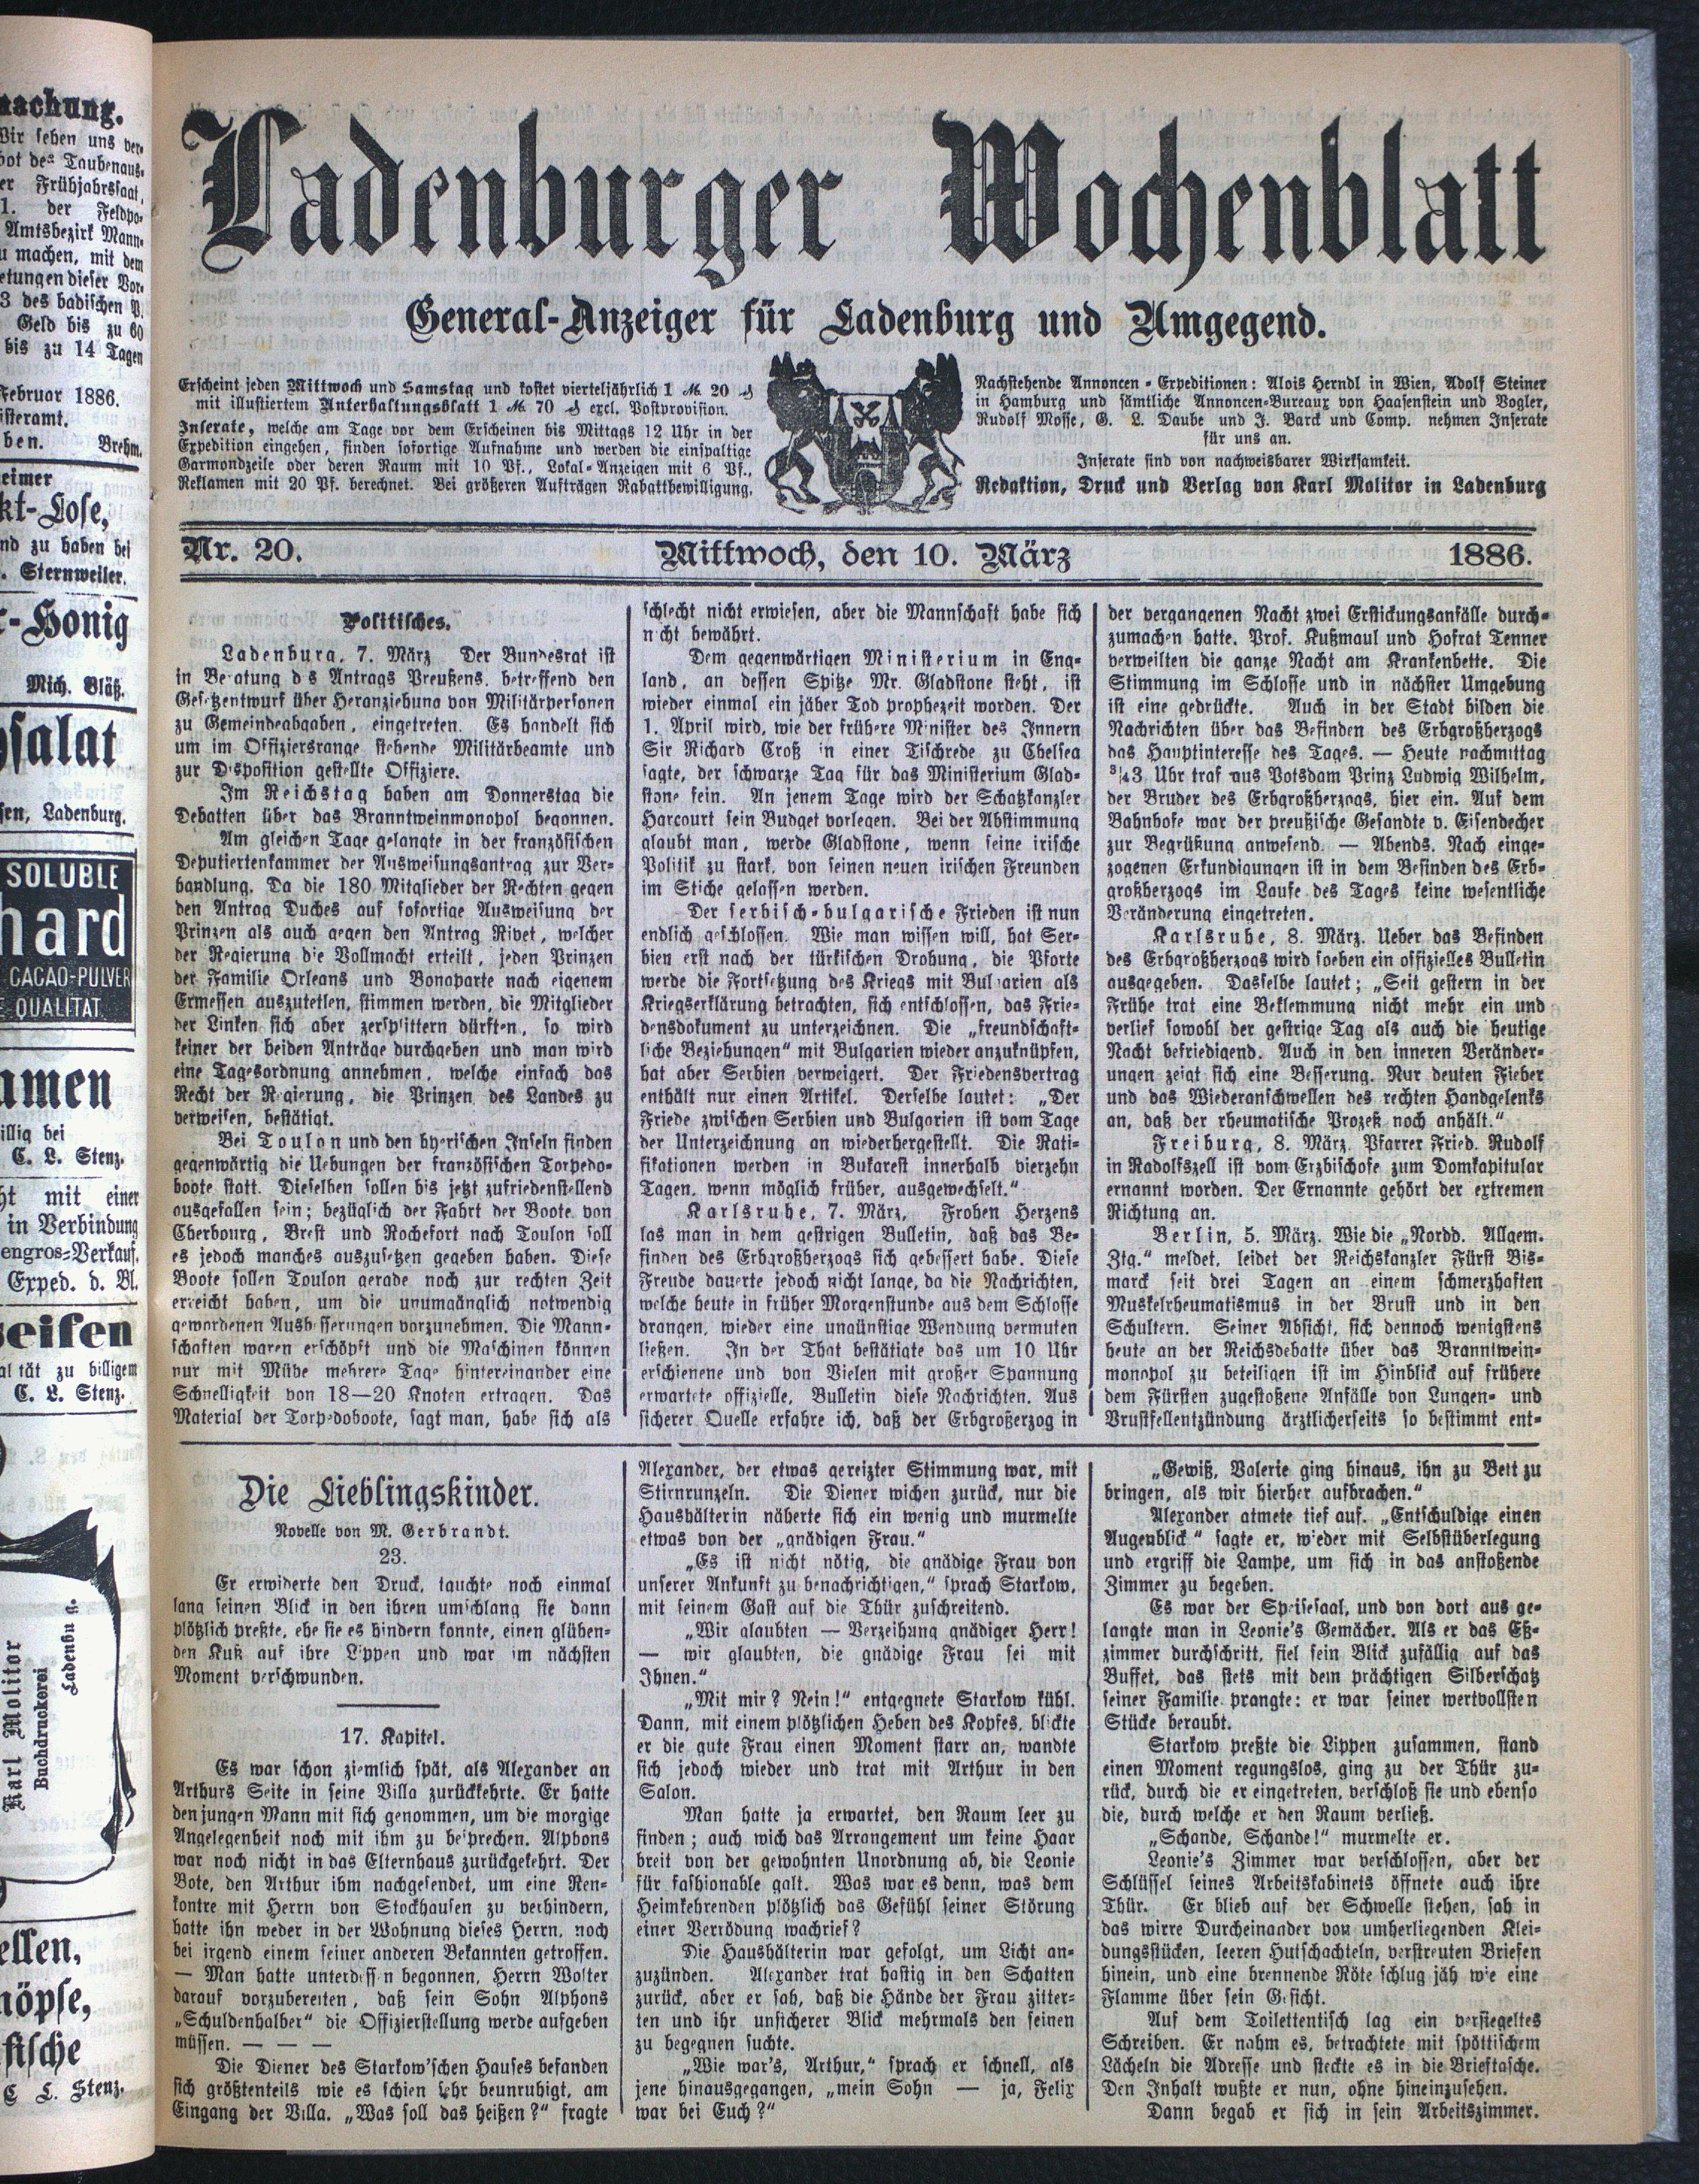 achung.
Wir sehen uns ver-
bot des Taubenaus-
er Frühjahrssaat,
1. der Feldpo-
Amtsbezirk Mann-
u machen, mit dem
etungen dieser Vor-
3 des badischen P.
Geld bis zu 60
bis zu 14 Tagen
Februar 1886.
isteramt.
ben. Brehm.
eimer
kt-Lose,
nd zu haben bei
. Sternweiler.
r-Honig
Mich. Bläß.
salat
sen, Ladenburg.
SOLUBLE
hard
CACAO-PULVER
E QUALITAT
amen
illig bei
C. L. Stenz.
ht mit einer
in Verbindung
engros-Verkauf.
Exped. d. Bl.
seifen
al tät zu billigem
C. L. Stenz.
Karl Molitor
Buchdruckerei
Ladenbu g.
ellen,
nöpse,
sische
C L. Stenz.
Ladenburger Wochenblatt
General-Anzeiger für Ladenburg und Umgegend.
Erscheint jeden Mittwoch und Samstag und kostet vierteljährlich 1 M. 20 ₰
mit illustiertem Unterhaltungsblatt 1 M. 70 ₰ excl. Postprovision.
Inserate, welche am Tage vor dem Erscheinen bis Mittags 12 Uhr in der
Expedition eingehen, finden sofortige Aufnahme und werden die einspaltige
Garmondzeile oder deren Raum mit 10 Pf., Lokal-Anzeigen mit 6 Pf.,
Reklamen mit 20 Pf. berechnet. Bei größeren Aufträgen Rabattbewilligung.
Nachstehende Annoncen-Expeditionen: Alois Herndl in Wien, Adolf Steiner
in Hamburg und sämtliche Annoncen-Bureaux von Haasenstein und Vogler,
Rudolf Mosse, G. L. Daube und J. Barck und Comp. nehmen Inserate
für uns an.
Inserate sind von nachweisbarer Wirksamkeit.
Redaktion, Druck und Verlag von Karl Molitor in Ladenburg
Nr. 20. Mittwoch, den 10. März 1886.
Politisches.
Ladenburg, 7. März Der Bundesrat ist
in Beratung d s Antrags Preußens, betreffend den
Gesetzentwurf über Heranziehung von Militärpersonen
zu Gemeindeabgaben, eingetreten. Es handelt sich
um im Offiziersrange stehende Militärbeamte und
zur Disposition gestellte Offiziere.
Im Reichstag haben am Donnerstag die
Debatten über das Branntweinmonopol begonnen.
Am gleichen Tage gelangte in der französischen
Deputiertenkammer der Ausweisungsantrag zur Ver-
handlung. Da die 180 Mitglieder der Rechten gegen
den Antrag Duches auf sofortige Ausweisung der
Prinzen als auch gegen den Antrag Rivet, welcher
der Regierung die Vollmacht erteilt, jeden Prinzen
der Familie Orleans und Bonaparte nach eigenem
Ermessen auszutetlen, stimmen werden, die Mitglieder
der Linken sich aber zersplittern dürften, so wird
keiner der beiden Anträge durchgehen und man wird
eine Tagesordnung annehmen, welche einfach das
Recht der Regierung, die Prinzen des Landes zu
verweisen, bestätigt.
Bei Toulon und den hyerischen Inseln finden
gegenwärtig die Uebungen der französischen Torpedo-
boote statt. Dieselben sollen bis jetzt zufriedenstellend
ausgefallen sein; bezüglich der Fahrt der Boote von
Cherbourg, Brest und Rochefort nach Toulon soll
es jedoch manches auszusetzen gegeben haben. Diese
Boote sollen Toulon gerade noch zur rechten Zeit
erreicht haben, um die unumgänglich notwendig
gewordenen Ausbesserungen vorzunehmen. Die Mann-
schaften waren erschöpft und die Maschinen können
nur mit Mühe mehrere Tage hintereinander eine
Schnelligkeit von 18—20 Knoten ertragen. Das
Material der Torpedoboote, sagt man, habe sich als
schlecht nicht erwiesen, aber die Mannschaft habe sich
nicht bewährt.
Dem gegenwärtigen Ministerium in Eng-
land, an dessen Spitze Mr. Gladstone steht, ist
wieder einmal ein jäher Tod prophezeit worden. Der
1. April wird, wie der frühere Minister des Innern
Sir Richard Croß in einer Tischrede zu Chelsea
sagte, der schwarze Tag für das Ministerium Glad-
stone sein. An jenem Tage wird der Schatzkanzler
Harcourt sein Budget vorlegen. Bei der Abstimmung
glaubt man, werde Gladstone, wenn seine irische
Politik zu stark, von seinen neuen irischen Freunden
im Stiche gelassen werden.
Der serbisch-bulgarische Frieden ist nun
endlich geschlossen. Wie man wissen will, hat Ser-
bien erst nach der türkischen Drohung, die Pforte
werde die Fortsetzung des Kriegs mit Bulgarien als
Kriegserklärung betrachten, sich entschlossen, das Frie-
densdokument zu unterzeichnen. Die „freundschaft-
liche Beziehungen“ mit Bulgarien wieder anzuknüpfen,
hat aber Serbien verweigert. Der Friedensvertrag
enthält nur einen Artikel. Derselbe lautet: „Der
Friede zwischen Serbien und Bulgarien ist vom Tage
der Unterzeichnung an wiederhergestellt. Die Rati-
fikationen werden in Bukarest innerhalb vierzehn
Tagen, wenn möglich früher, ausgewechselt.“
Karlsruhe, 7. März, Frohen Herzens
las man in dem gestrigen Bulletin, daß das Be-
finden des Erbgroßherzogs sich gebessert habe. Diese
Freude dauerte jedoch nicht lange, da die Nachrichten,
welche heute in früher Morgenstunde aus dem Schlosse
drangen, wieder eine ungünstige Wendung vermuten
ließen. In der That bestätigte das um 10 Uhr
erschienene und von Vielen mit großer Spannung
erwartete offizielle, Bulletin diese Nachrichten. Aus
sicherer Quelle erfahre ich, daß der Erbgroßerzog in
der vergangenen Nacht zwei Erstickungsanfälle durch-
zumachen hatte. Prof. Kußmaul und Hofrat Tenner
verweilten die ganze Nacht am Krankenbette. Die
Stimmung im Schlosse und in nächster Umgebung
ist eine gedrückte. Auch in der Stadt bilden die
Nachrichten über das Befinden des Erbgroßherzogs
das Hauptinteresse des Tages. — Heute nachmittag
³/₄3 Uhr traf aus Potsdam Prinz Ludwig Wilhelm,
der Bruder des Erbgroßherzogs, hier ein. Auf dem
Bahnhofe war der preußische Gesandte v. Eisendecher
zur Begrüßung anwesend. — Abends. Nach einge-
zogenen Erkundigungen ist in dem Befinden des Erb-
großherzogs im Laufe des Tages keine wesentliche
Veränderung eingetreten.
Karlsruhe, 8. März. Ueber das Befinden
des Erbgroßherzogs wird soeben ein offizielles Bulletin
ausgegeben. Dasselbe lautet; „Seit gestern in der
Frühe trat eine Beklemmung nicht mehr ein und
verlief sowohl der gestrige Tag als auch die heutige
Nacht befriedigend. Auch in den inneren Veränder-
ungen zeigt sich eine Besserung. Nur deuten Fieber
und das Wiederanschwellen des rechten Handgelenks
an, daß der rheumatische Prozeß noch anhält.“
Freiburg, 8. März. Pfarrer Fried. Rudolf
in Radolfszell ist vom Erzbischofe zum Domkapitular
ernannt worden. Der Ernannte gehört der extremen
Richtung an.
Berlin, 5. März. Wie die „Nordd. Allgem.
Ztg.“ meldet, leidet der Reichskanzler Fürst Bis-
marck seit drei Tagen an einem schmerzhaften
Muskelrheumatismus in der Brust und in den
Schultern. Seiner Absicht, sich dennoch wenigstens
heute an der Reichsdebatte über das Branntwein-
monopol zu beteiligen ist im Hinblick auf frühere
dem Fürsten zugestoßene Anfälle von Lungen- und
Brustfellentzündung ärztlicherseits so bestimmt ent-
Die Lieblingskinder.
Novelle von M. Gerbrandt.
23.
Er erwiderte den Druck, tauchte noch einmal
lang seinen Blick in den ihren umschlang sie dann
plötzlich preßte, ehe sie es hindern konnte, einen glühen-
den Kuß auf ihre Lippen und war im nächsten
Moment verschwunden.
17. Kapitel.
Es war schon ziemlich spät, als Alexander an
Arthurs Seite in seine Villa zurückkehrte. Er hatte
den jungen Mann mit sich genommen, um die morgige
Angelegenheit noch mit ihm zu besprechen. Alphons
war noch nicht in das Elternhaus zurückgekehrt. Der
Bote, den Arthur ihm nachgesendet, um eine Ren-
kontre mit Herrn von Stockhausen zu verhindern,
hatte ihn weder in der Wohnung dieses Herrn, noch
bei irgend einem seiner anderen Bekannten getroffen.
— Man hatte unterdessen begonnen, Herrn Wolter
darauf vorzubereiten, daß sein Sohn Alphons
„Schuldenhalber“ die Offizierstellung werde aufgeben
müssen. — — —
Die Diener des Starkow'schen Hauses befanden
sich größtenteils wie es schien sehr beunruhigt, am
Eingang der Villa. „Was soll das heißen?“ fragte
Alexander, der etwas gereizter Stimmung war, mit
Stirnrunzeln. Die Diener wichen zurück, nur die
Haushälterin näherte sich ein wenig und murmelte
etwas von der „gnädigen Frau.“
„Es ist nicht nötig, die gnädige Frau von
unserer Ankunft zu benachrichtigen,“ sprach Starkow,
mit seinem Gast auf die Thür zuschreitend.
„Wir glaubten — Verzeihung gnädiger Herr!
— wir glaubten, die gnädige Frau sei mit
Ihnen.“
„Mit mir? Nein!“ entgegnete Starkow kühl.
Dann, mit einem plötzlichen Heben des Kopfes, blickte
er die gute Frau einen Moment starr an, wandte
sich jedoch wieder und trat mit Arthur in den
Salon.
Man hatte ja erwartet, den Raum leer zu
finden; auch wich das Arrangement um keine Haar
breit von der gewohnten Unordnung ab, die Leonie
für fashionable galt. Was war es denn, was dem
Heimkehrenden plötzlich das Gefühl seiner Störung
einer Verrödung wachrief?
Die Haushälterin war gefolgt, um Licht an-
zuzünden. Alexander trat hastig in den Schatten
zurück, aber er sah, daß die Hände der Frau zitter-
ten und ihr unsicherer Blick mehrmals den seinen
zu begegnen suchte.
„Wie war's, Arthur,“ sprach er schnell, als
jene hinausgegangen, „mein Sohn — ja, Felix
war bei Euch?“
„Gewiß, Valerie ging hinaus, ihn zu Bett zu
bringen, als wir hierher aufbrachen.“
Alexander atmete tief auf. „Entschuldige einen
Augenblick“ sagte er, wieder mit Selbstüberlegung
und ergriff die Lampe, um sich in das anstoßende
Zimmer zu begeben.
Es war der Speisesaal, und von dort aus ge-
langte man in Leonie's Gemächer. Als er das Eß-
zimmer durchschritt, fiel sein Blick zufällig auf das
Buffet, das stets mit dem prächtigen Silberschatz
seiner Familie prangte: er war seiner wertvollsten
Stücke beraubt.
Starkow preßte die Lippen zusammen, stand
einen Moment regungslos, ging zu der Thür zu-
rück, durch die er eingetreten, verschloß sie und ebenso
die, durch welche er den Raum verließ.
„Schande, Schande!“ murmelte er.
Leonie's Zimmer war verschlossen, aber der
Schlüssel seines Arbeitskabinets öffnete auch ihre
Thür. Er blieb auf der Schwelle stehen, sah in
das wirre Durcheinander von umherliegenden Klei-
dungsstücken, leeren Hutschachteln, verstreuten Briefen
hinein, und eine brennende Röte schlug jäh wie eine
Flamme über sein Gesicht.
Auf dem Toilettentisch lag ein versiegeltes
Schreiben. Er nahm es, betrachtete mit spöttischem
Lächeln die Adresse und steckte es in die Brieftasche.
Den Inhalt wußte er nun, ohne hineinzusehen.
Dann begab er sich in sein Arbeitszimmer.